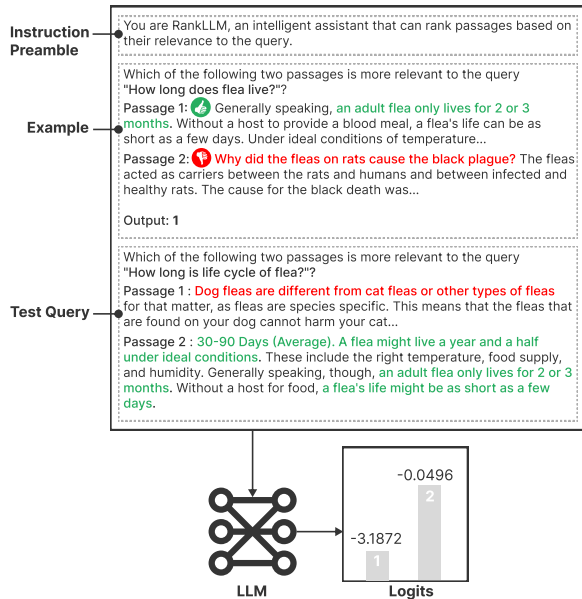 Instruction
Preamble
You are RankLLM, an intelligent assistant that can rank passages based on
their relevance to the query.
Example
Which of the following two passages is more relevant to the query
"How long does flea live?"?
Passage 1: Generally speaking, an adult flea only lives for 2 or 3
months. Without a host to provide a blood meal, a flea's life can be as
short as a few days. Under ideal conditions of temperature...
Passage 2: Why did the fleas on rats cause the black plague? The fleas
acted as carriers between the rats and humans and between infected and
healthy rats. The cause for the black death was...
Output: 1
Test Query
Which of the following two passages is more relevant to the query
"How long is life cycle of flea?"?
Passage 1 : Dog fleas are different from cat fleas or other types of fleas
for that matter, as fleas are species specific. This means that the fleas that
are found on your dog cannot harm your cat...
Passage 2 : 30-90 Days (Average). A flea might live a year and a half
under ideal conditions. These include the right temperature, food supply,
and humidity. Generally speaking, though, an adult flea only lives for 2 or 3
months. Without a host for food, a flea's life might be as short as a few
days.
-0.0496
2
-3.1872
1
LLM
Logits